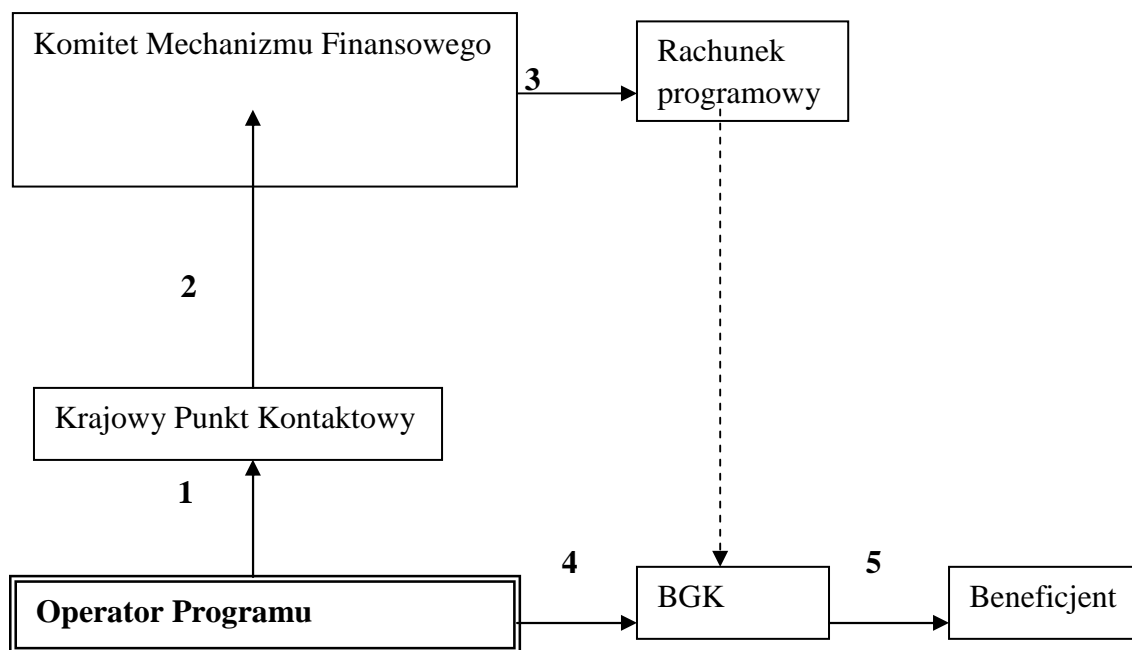 Komitet Mechanizmu Finansowego
3
Rachunek
programowy
2
Krajowy Punkt Kontaktowy
1
Operator Programu
4
BGK
5
Beneficjent